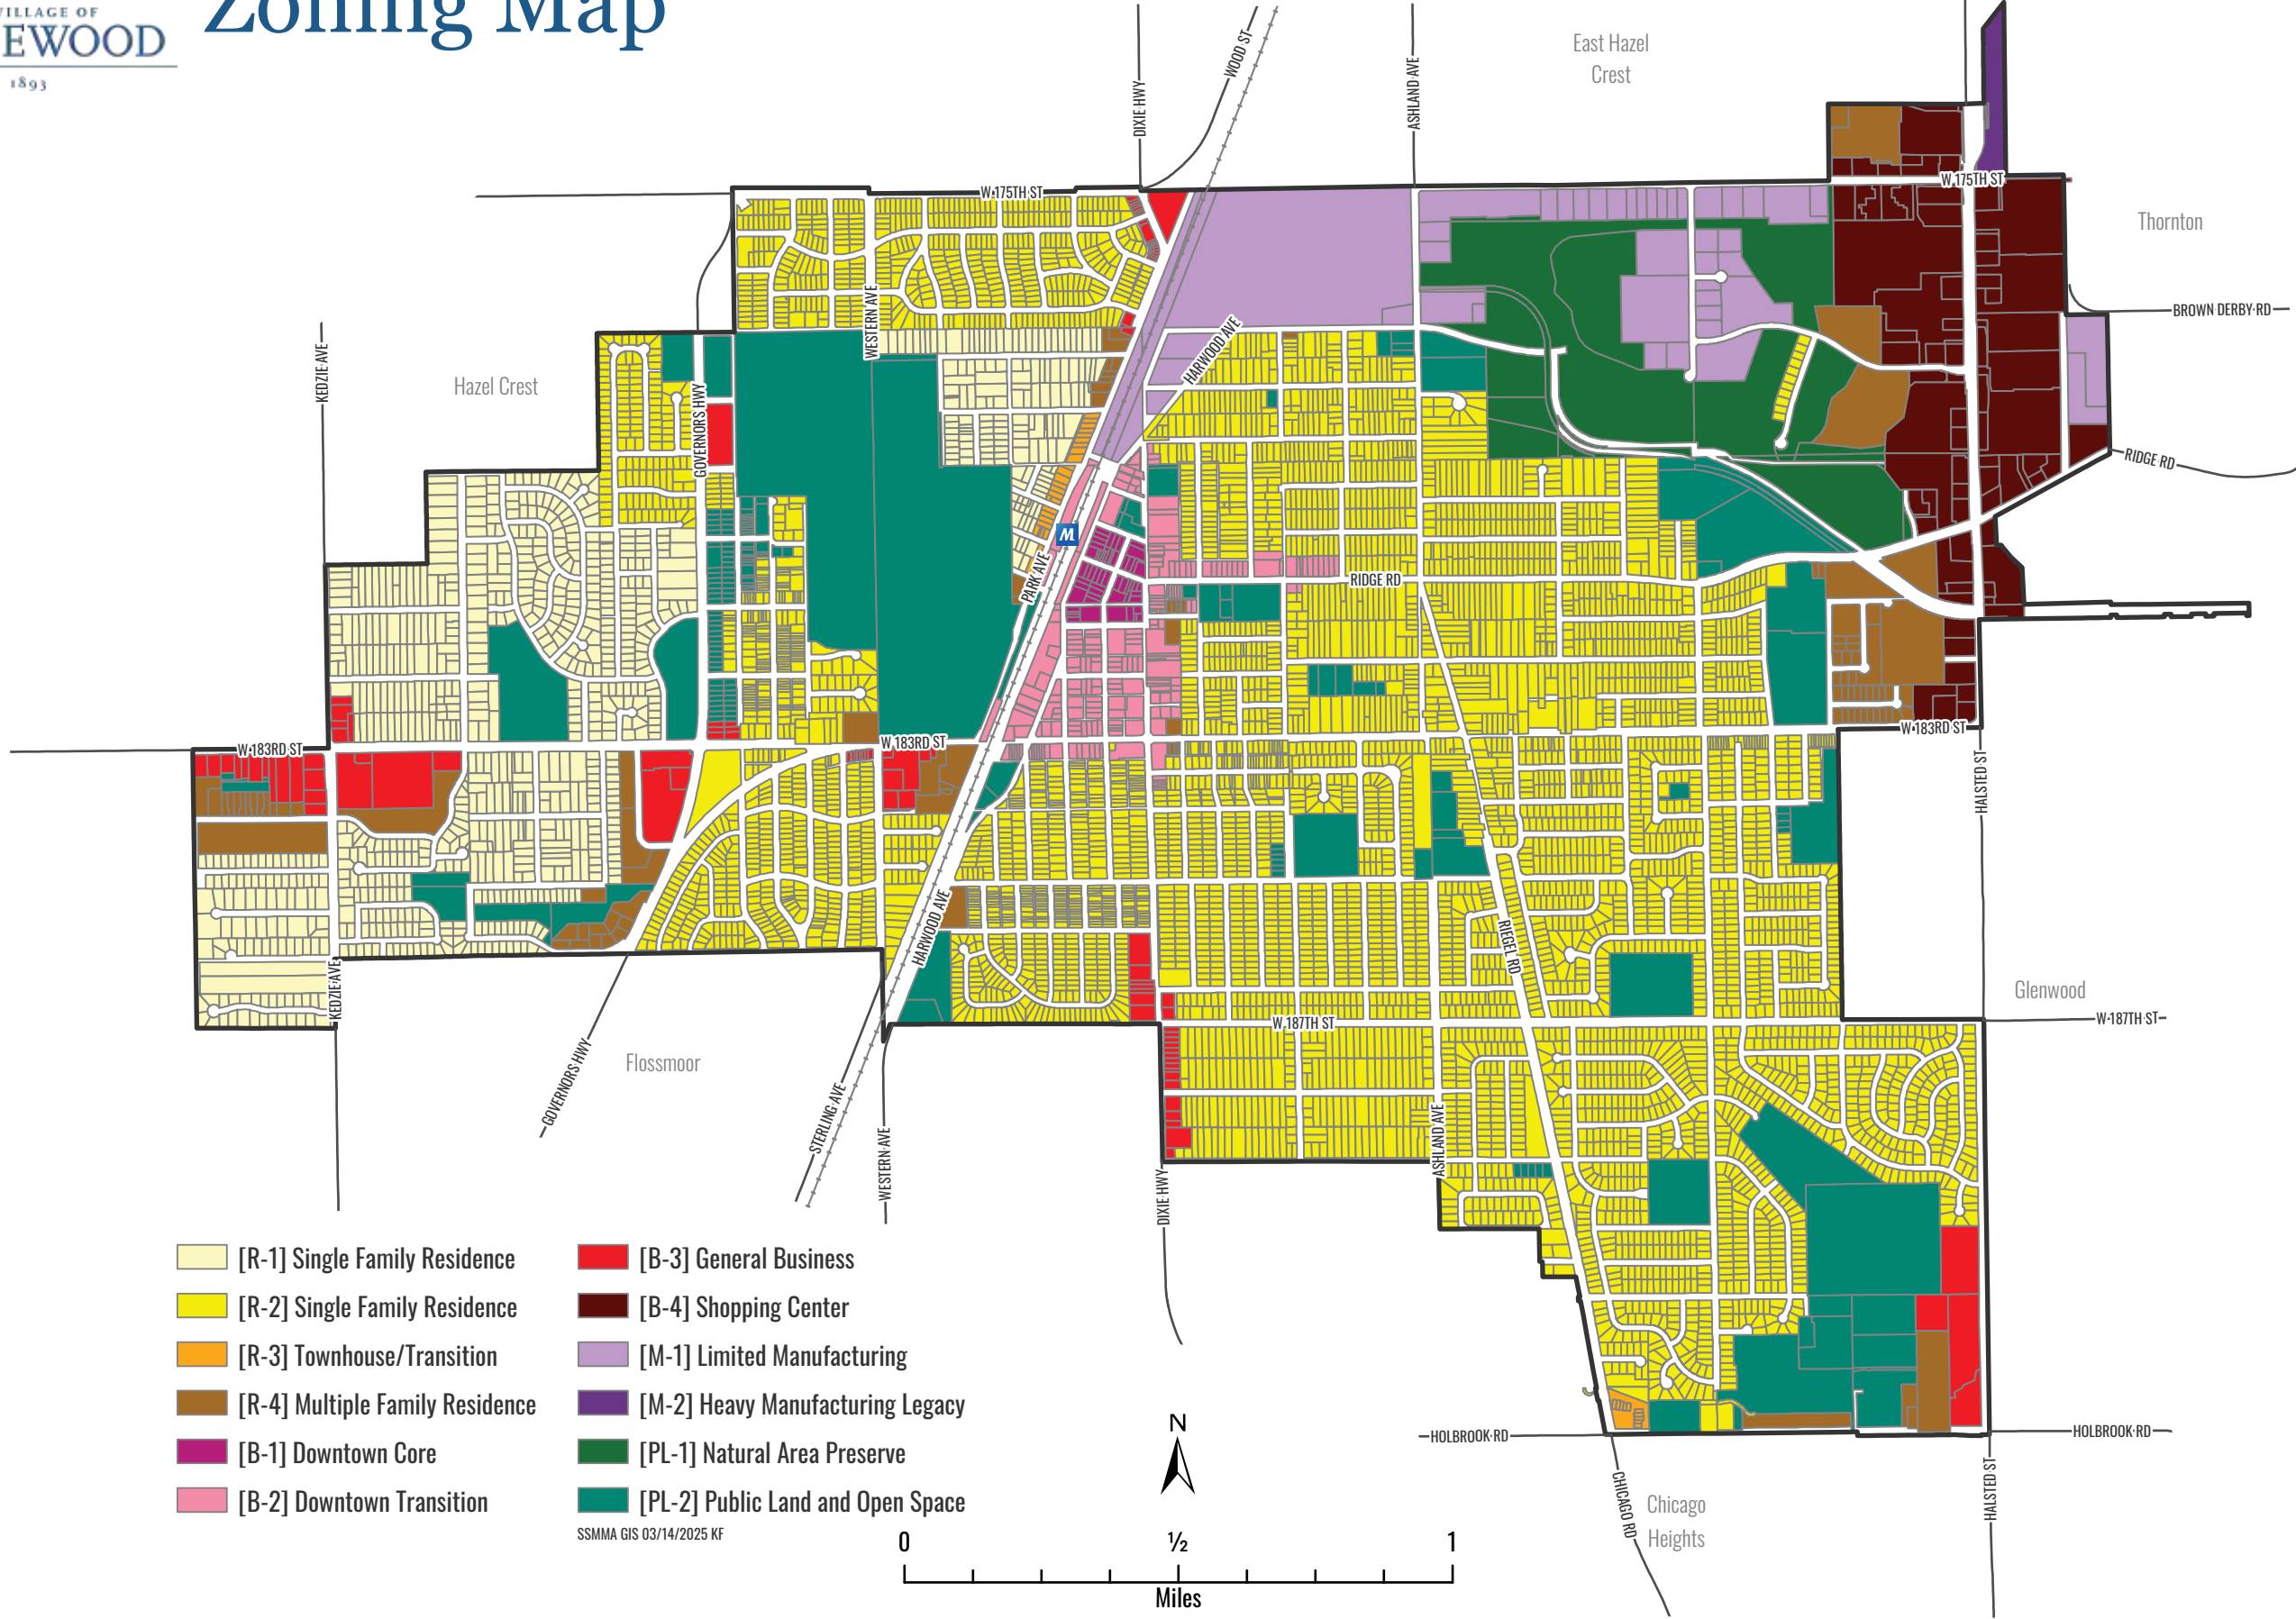 VILLAGE OF
EWOOD
1893
Zoning Map
East Hazel
Crest
WOOD ST
DIXIE HWY
ASHLAND AVE
W 175TH ST
W 175TH ST
Thornton
BROWN DERBY RD
WESTERN AVE
HARWOOD AVE
KEDZIE AVE
Hazel Crest
GOVERNORS HWY
RIDGE RD
M
PARK AVE
RIDGE RD
W 183RD ST
W 183RD ST
W 183RD ST
HALSTED ST
HARWOOD AVE
RIEGEL RD
KEDZIE AVE
Glenwood
W 187TH ST
W 187TH ST
Flossmoor
GOVERNORS HWY
STERLING AVE
WESTERN AVE
DIXIE HWY
ASHLAND AVE
[R-1] Single Family Residence
[R-2] Single Family Residence
[R-3] Townhouse/Transition
[R-4] Multiple Family Residence
[B-1] Downtown Core
[B-2] Downtown Transition
[B-3] General Business
[B-4] Shopping Center
[M-1] Limited Manufacturing
[M-2] Heavy Manufacturing Legacy
[PL-1] Natural Area Preserve
[PL-2] Public Land and Open Space
SSMMA GIS 03/14/2025 KF
N
0 ½ 1
Miles
HOLBROOK RD
HOLBROOK RD
CHICAGO RD
Chicago
Heights
HALSTED ST